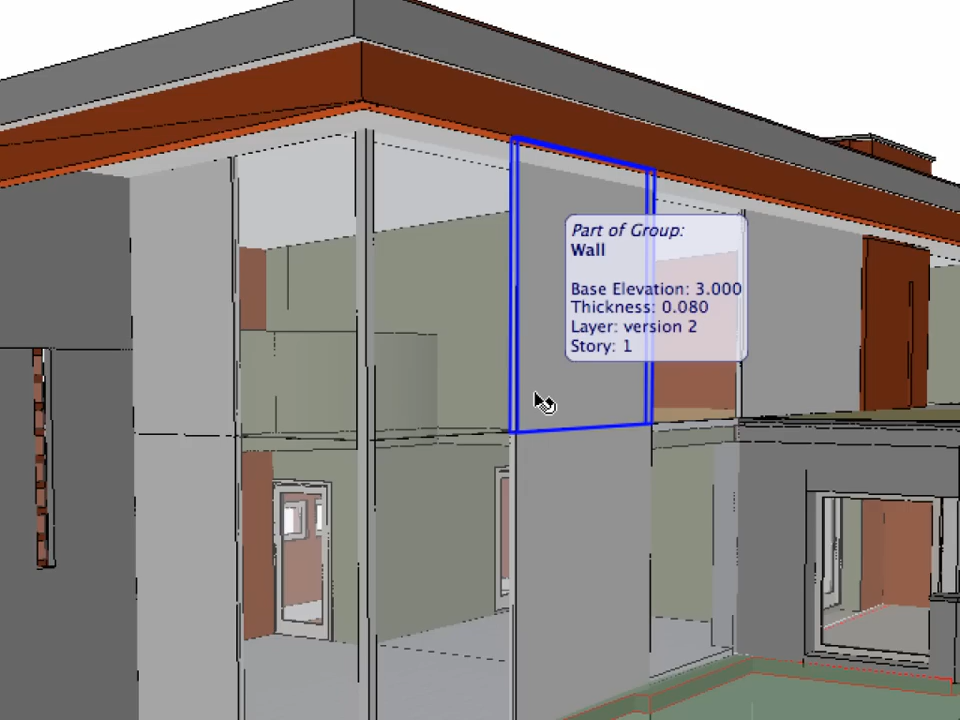 Part of Group:
Wall
Base Elevation: 3.000
Thickness: 0.080
Layer: version 2
Story: 1